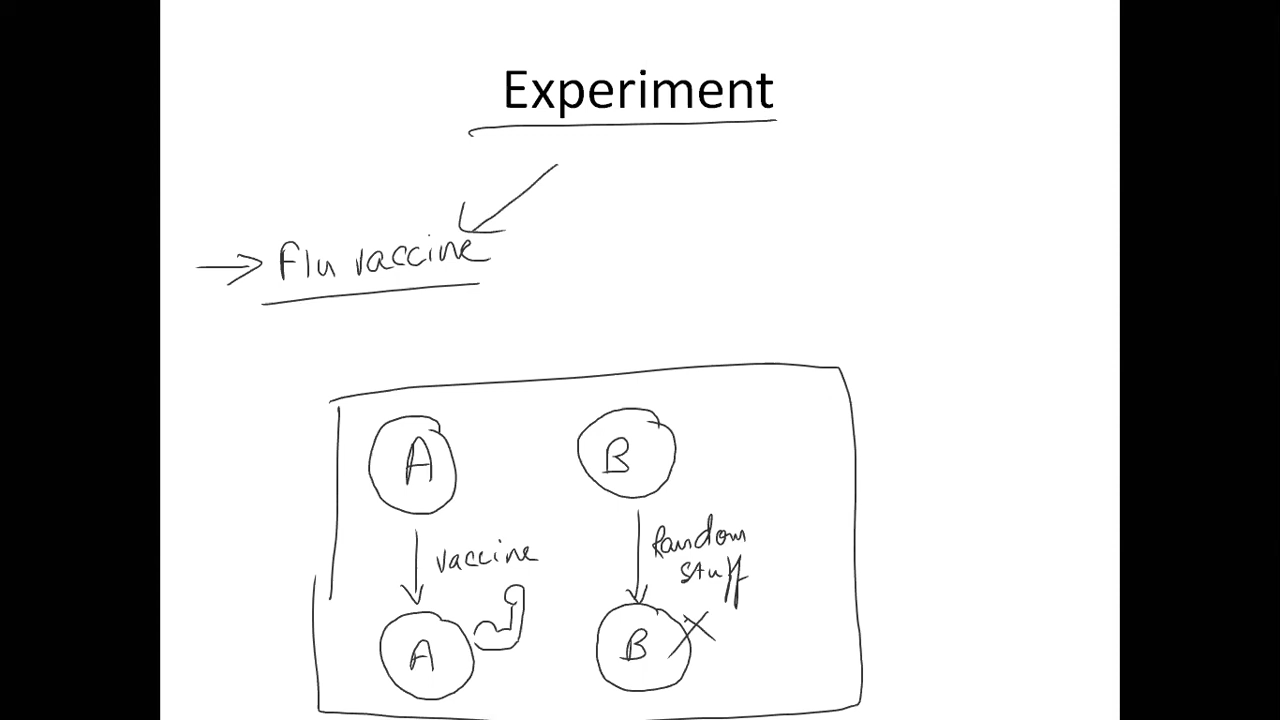 Experiment
Flu vaccine
A B
vaccine
Random
stuff
A B